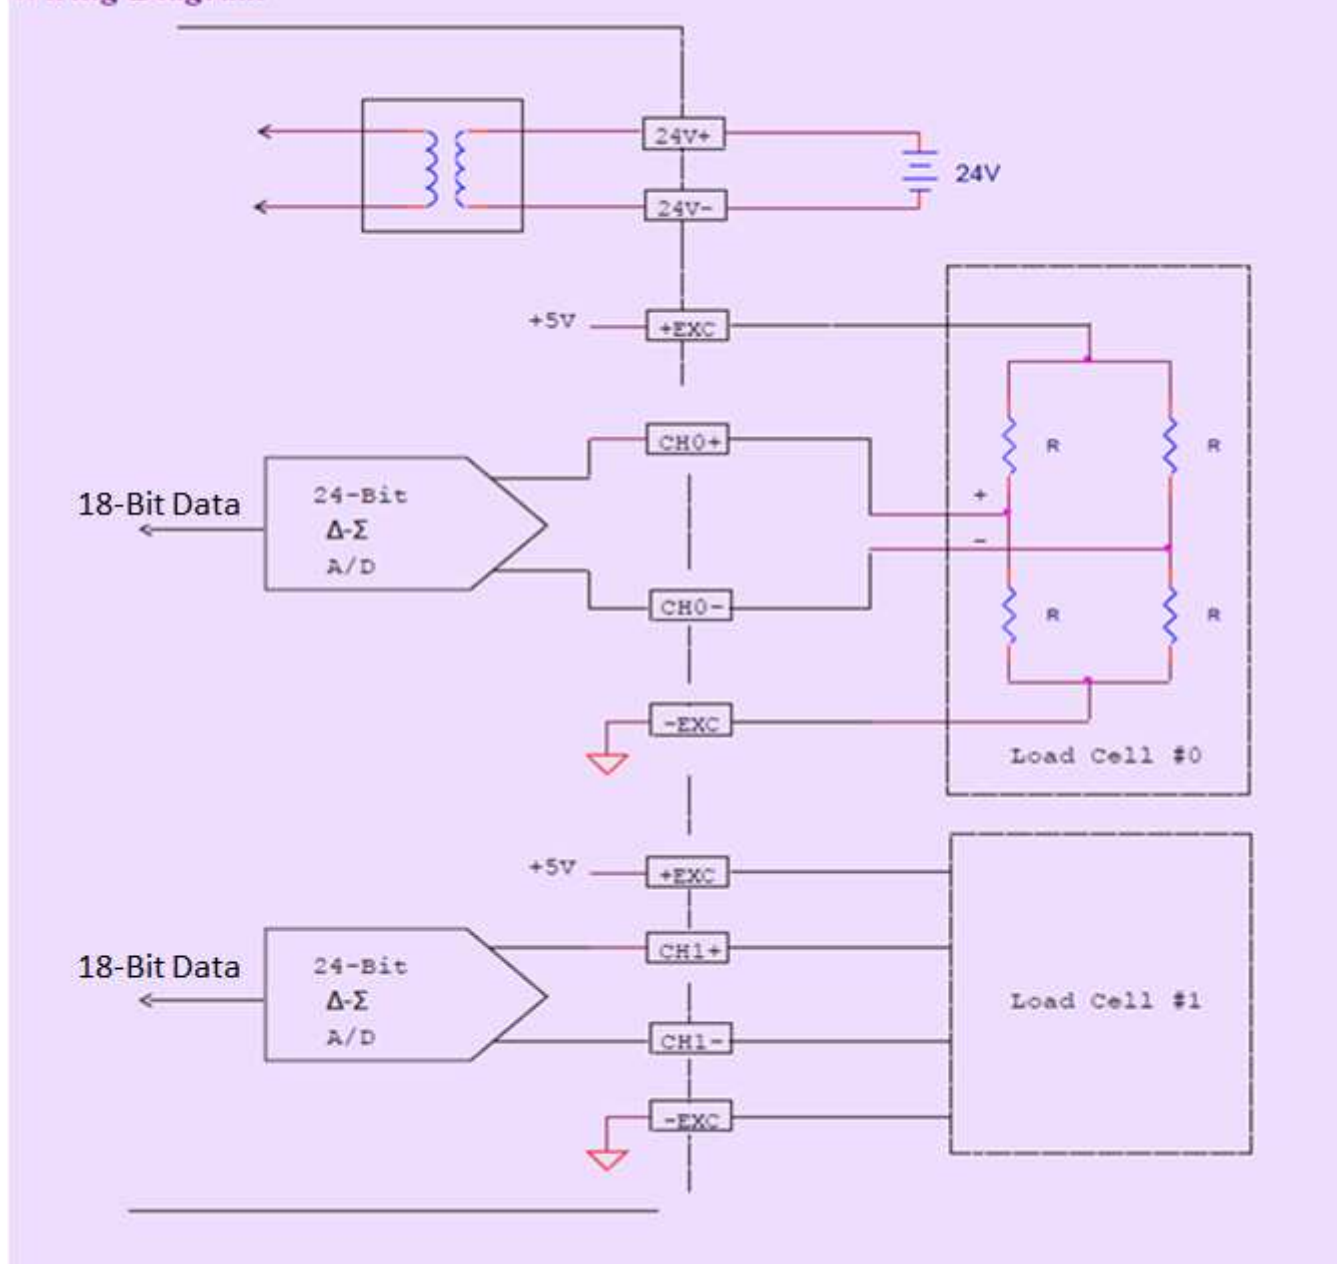 24V+
24V
24V-
+5V
+EXC
CH0+
R R
18-Bit Data
24-Bit
Δ-Σ
A/D
+
-
CH0-
R R
-EXC
Load Cell #0
+5V
+EXC
CH1+
18-Bit Data
24-Bit
Δ-Σ
A/D
Load Cell #1
CH1-
-EXC